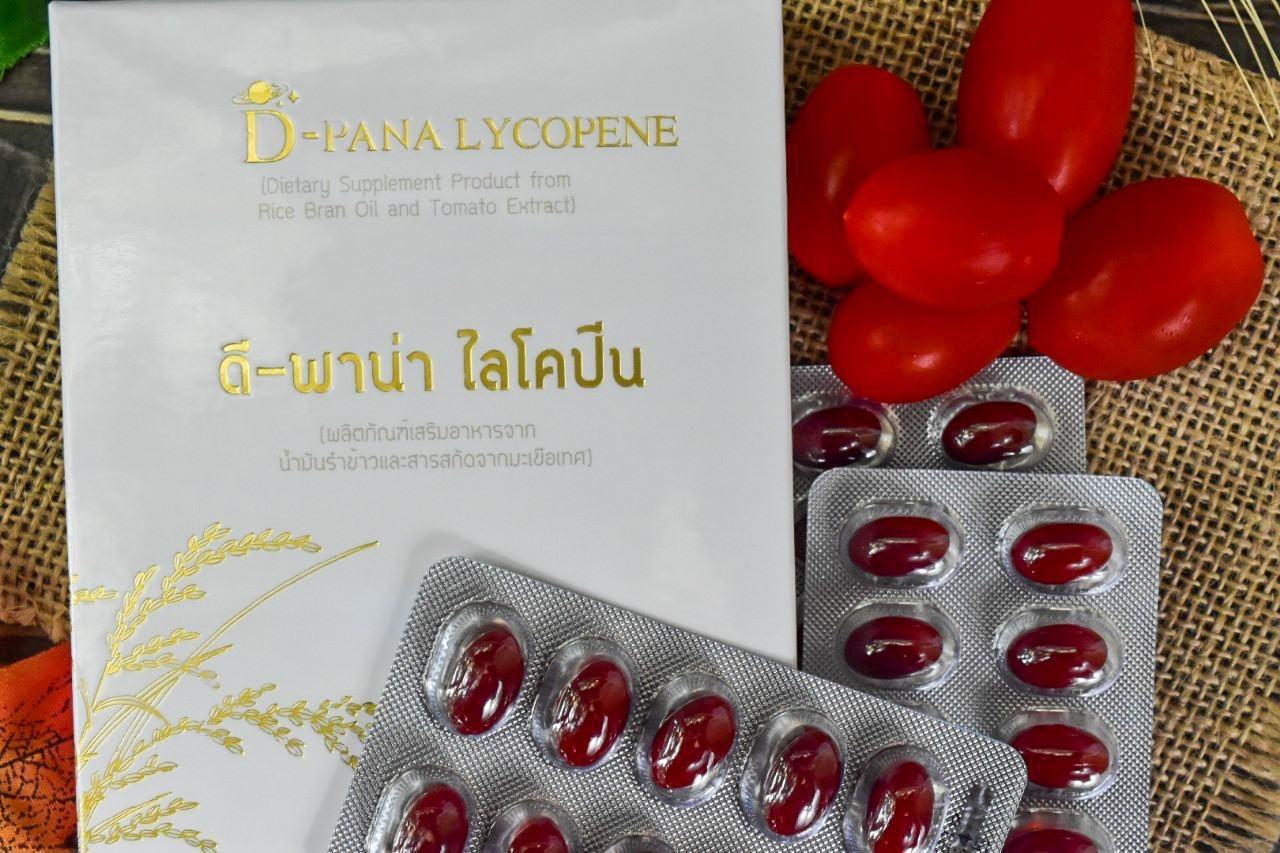 D-PANA LYCOPENE
(Dietary Supplement Product from
Rice Bran Oil and Tomato Extract)
ดี-พาน่า ไลโคปีน
(ผลิตภัณฑ์เสริมอาหารจาก
น้ำมันรำข้าวและสารสกัดจากมะเขือเทศ)